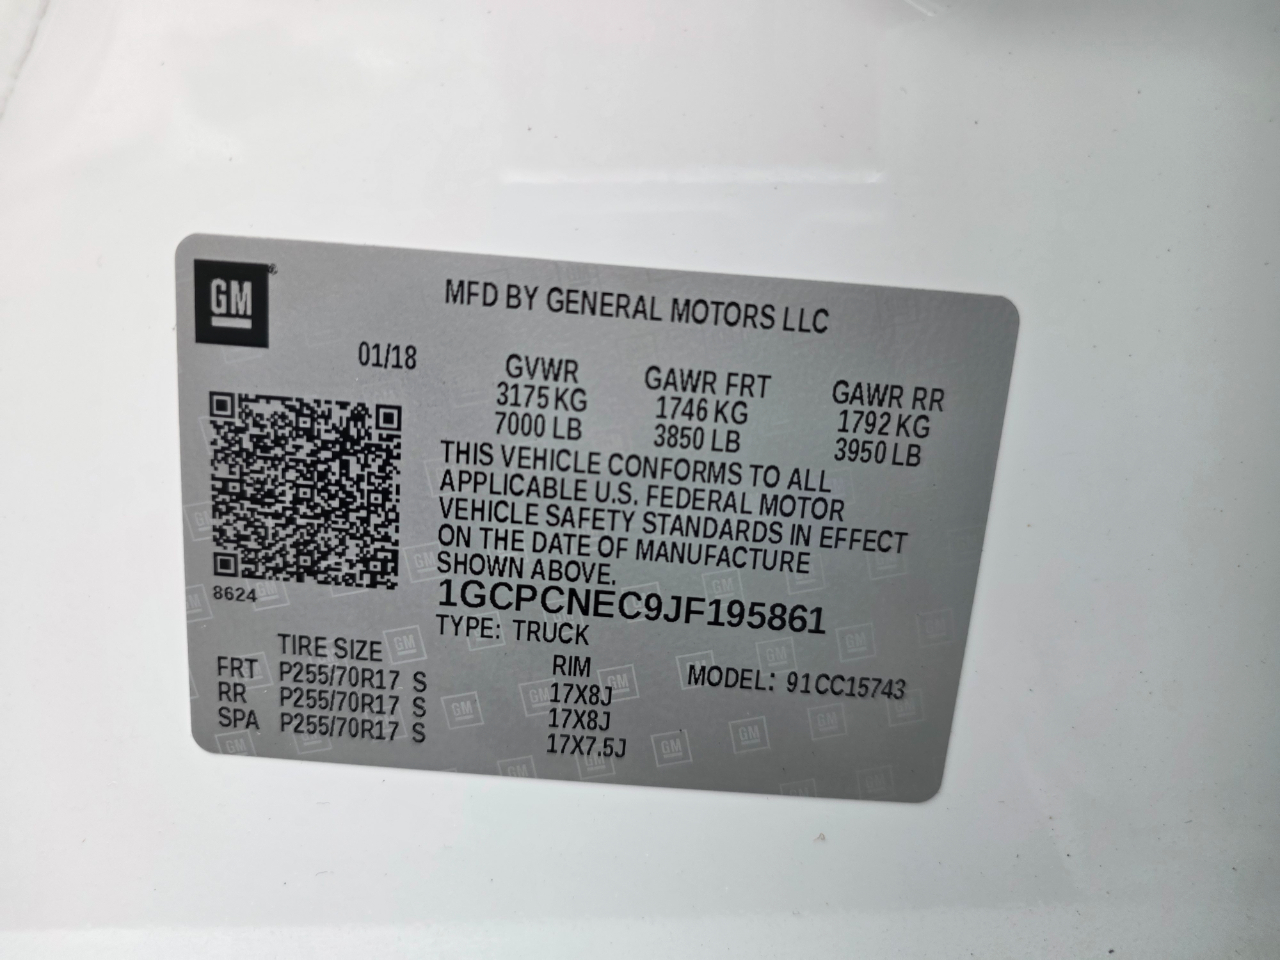 GM
MFD BY GENERAL MOTORS LLC
01/18
GVWR GAWR FRT GAWR RR
3175 KG 1746 KG 1792 KG
7000 LB 3850 LB 3950 LB
THIS VEHICLE CONFORMS TO ALL
APPLICABLE U.S. FEDERAL MOTOR
VEHICLE SAFETY STANDARDS IN EFFECT
ON THE DATE OF MANUFACTURE
SHOWN ABOVE.
8624
1GCPCNEC9JF195861
TYPE: TRUCK
TIRE SIZE RIM MODEL: 91CC15743
FRT P255/70R17 S 17X8J
RR P255/70R17 S 17X8J
SPA P255/70R17 S 17X7.5J